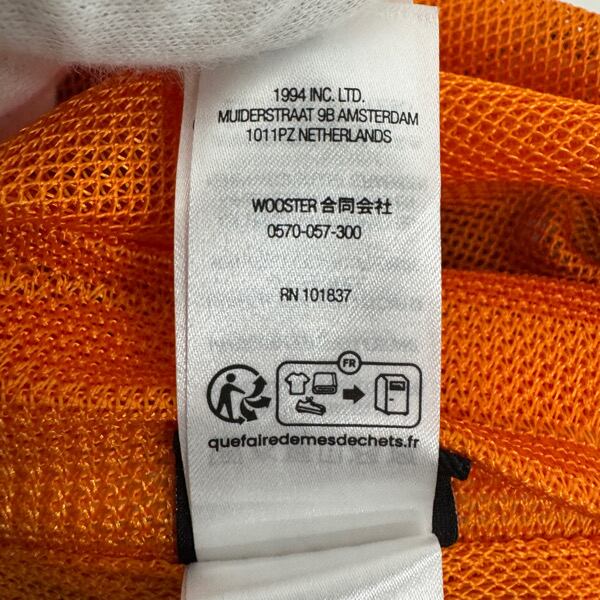 1994 INC. LTD.
MUIDERSTRAAT 9B AMSTERDAM
1011PZ NETHERLANDS
WOOSTER 合同会社
0570-057-300
RN 101837
FR
quefairedemesdechets.fr